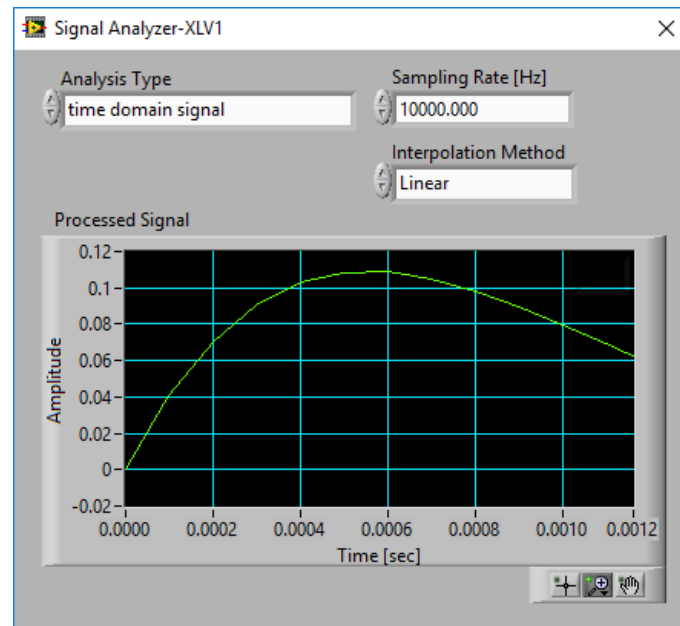 Signal Analyzer-XLV1
Analysis Type
time domain signal
Sampling Rate [Hz]
10000.000
Interpolation Method
Linear
Processed Signal
Amplitude
0.12
0.1
0.08
0.06
0.04
0.02
0
-0.02
0.0000 0.0002 0.0004 0.0006 0.0008 0.0010 0.0012
Time [sec]